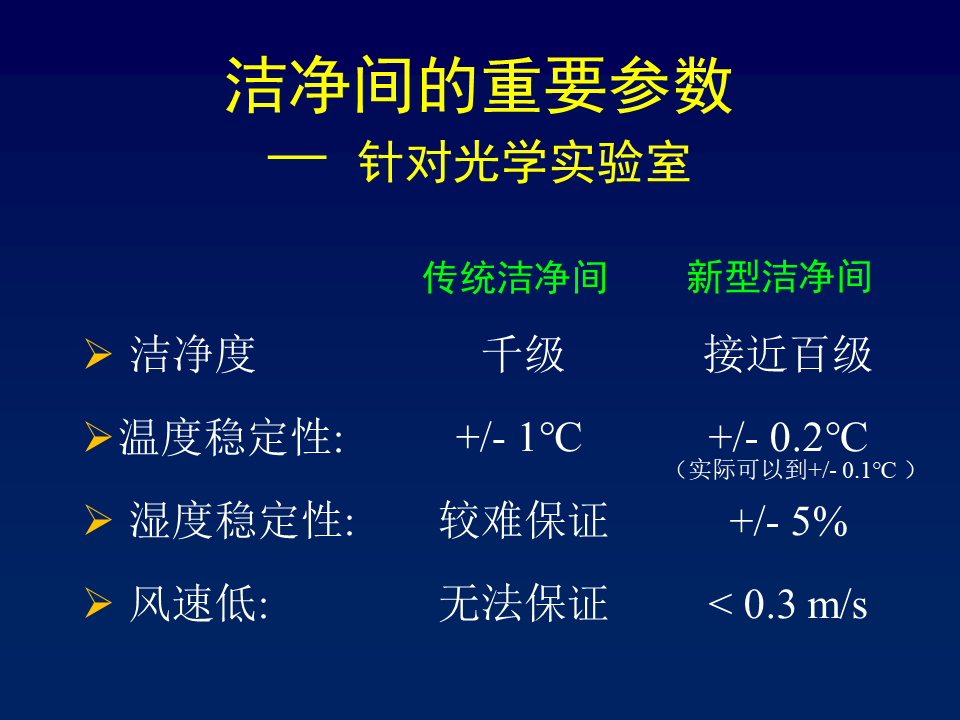 洁净间的重要参数
— 针对光学实验室
传统洁净间 新型洁净间
➢ 洁净度 千级 接近百级
➢温度稳定性: +/- 1℃ +/- 0.2℃
（实际可以到+/- 0.1℃ ）
➢ 湿度稳定性: 较难保证 +/- 5%
➢ 风速低: 无法保证 < 0.3 m/s